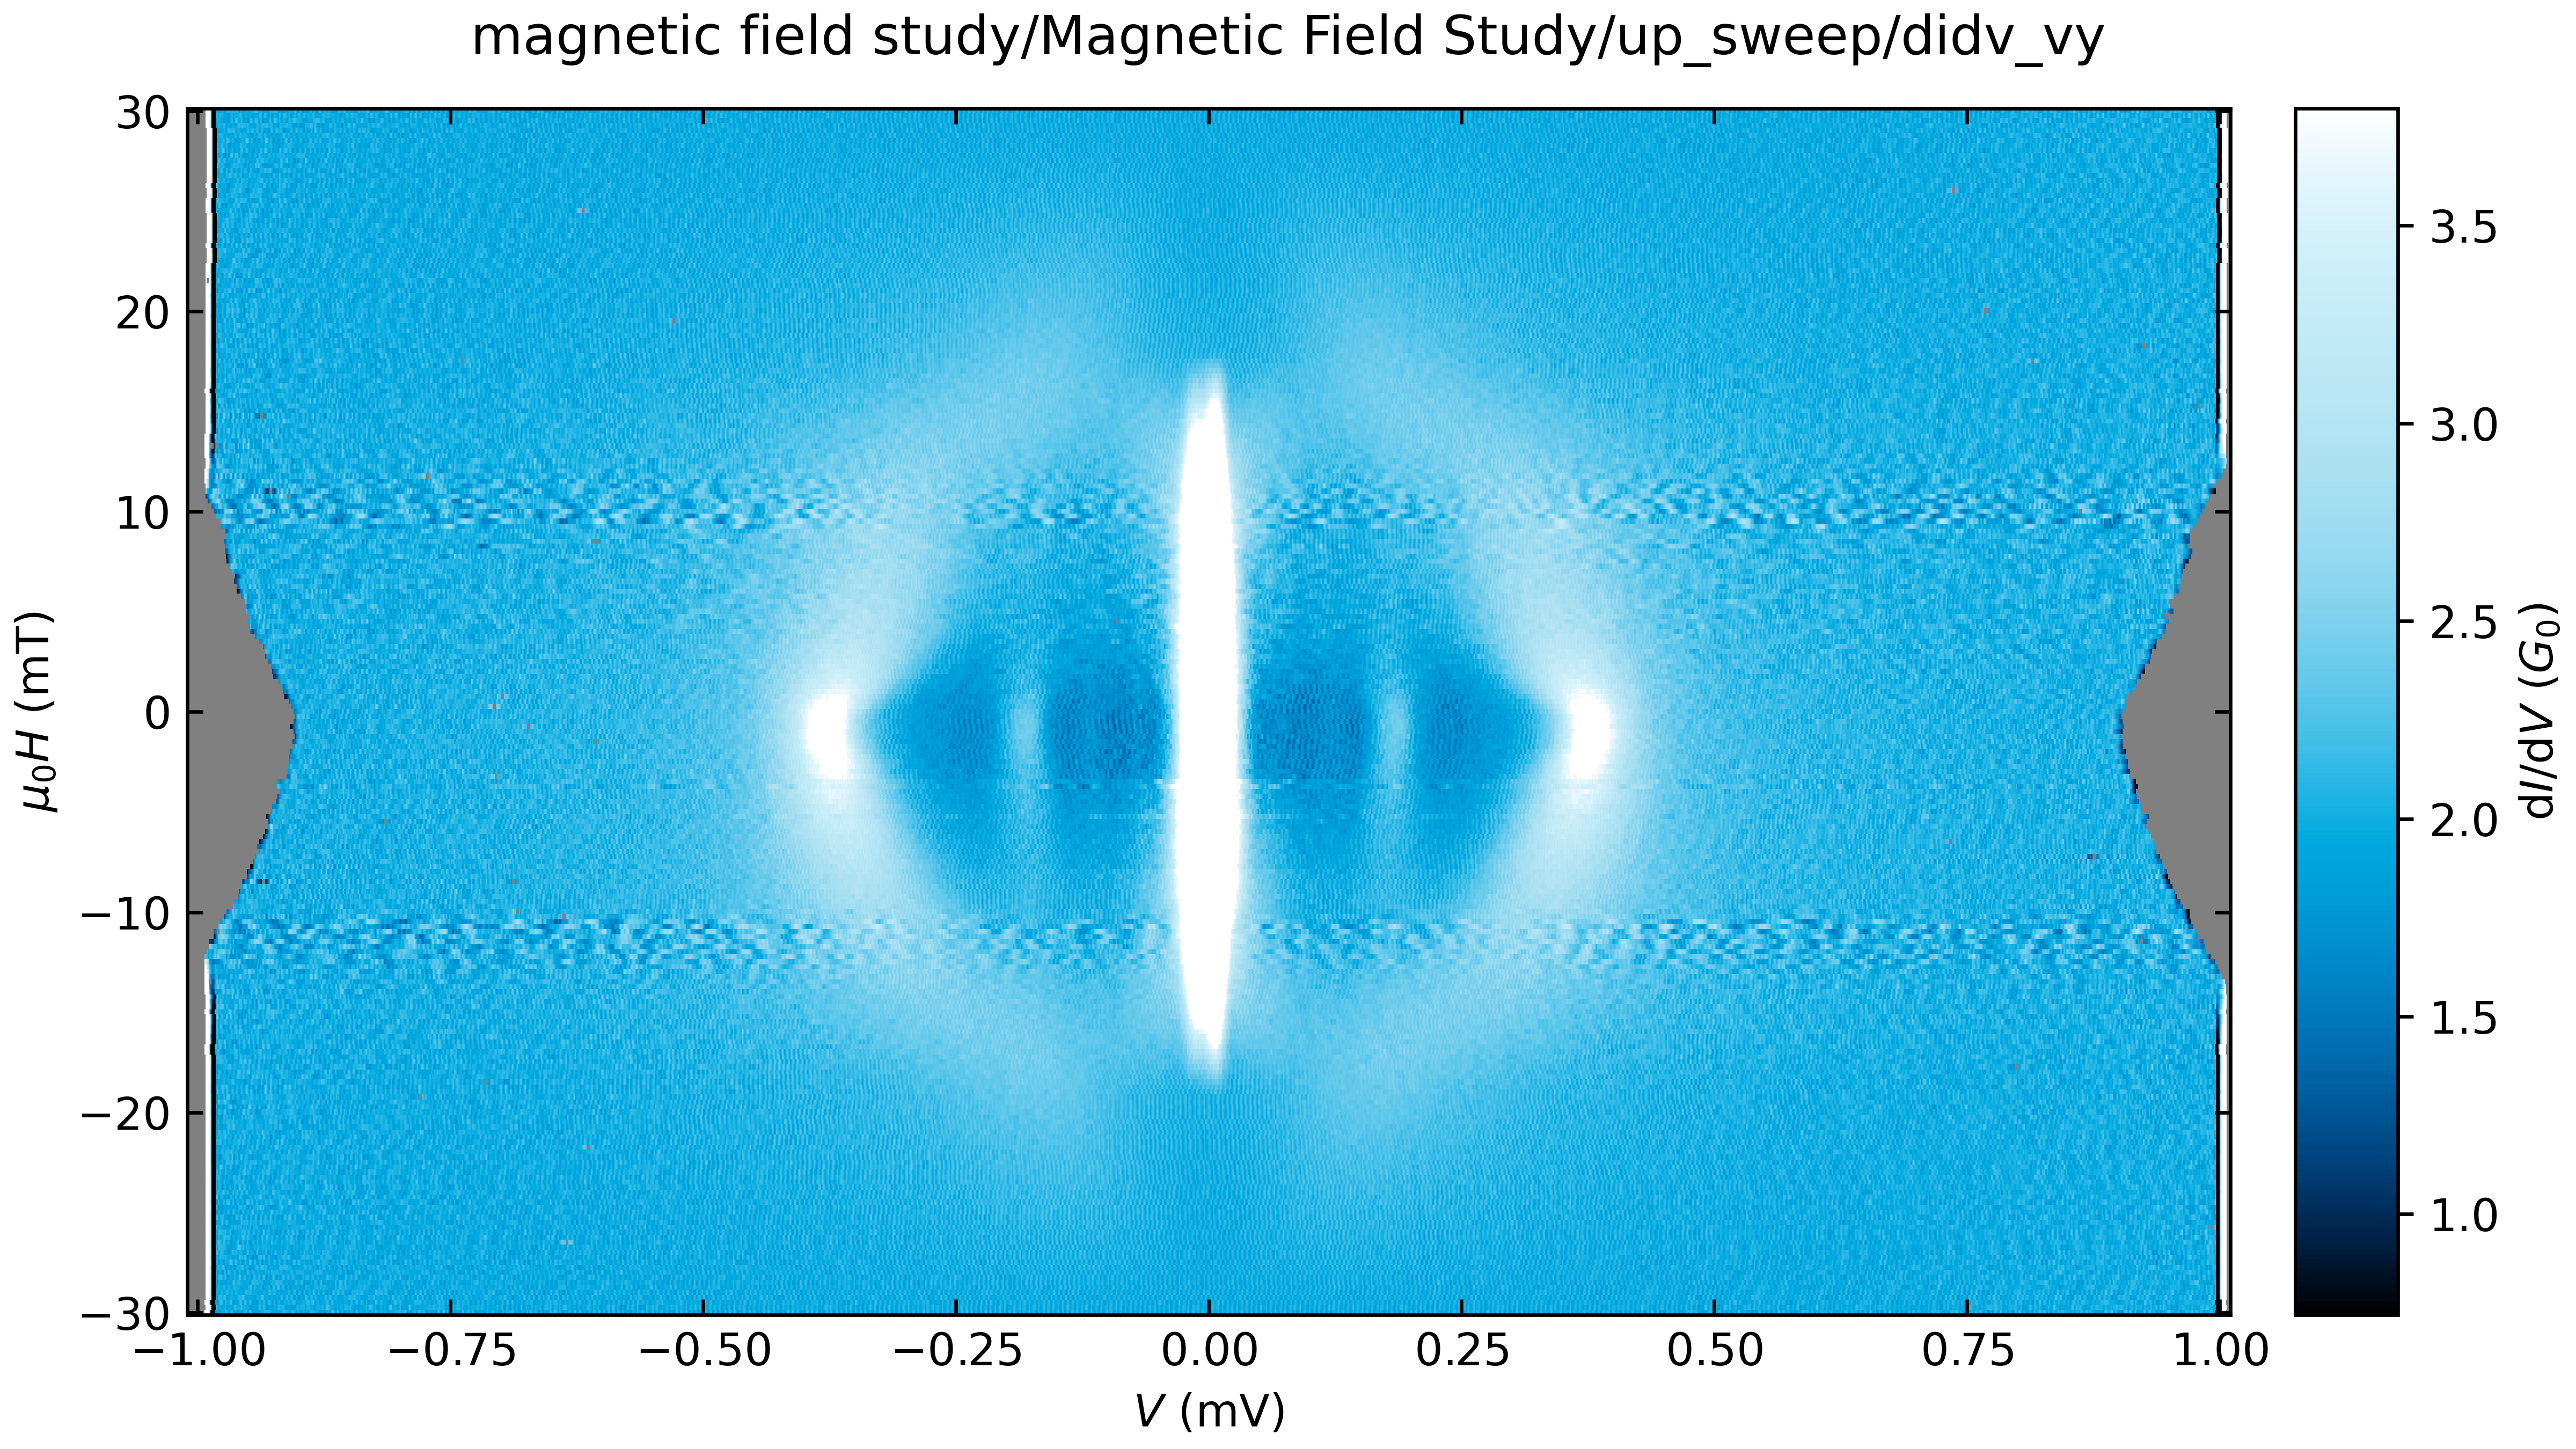 magnetic field study/Magnetic Field Study/up_sweep/didv_vy
30
20
10
0
−10
−20
−30
μ₀H (mT)
−1.00 −0.75 −0.50 −0.25 0.00 0.25 0.50 0.75 1.00
V (mV)
3.5
3.0
2.5
2.0
1.5
1.0
dI/dV (G₀)